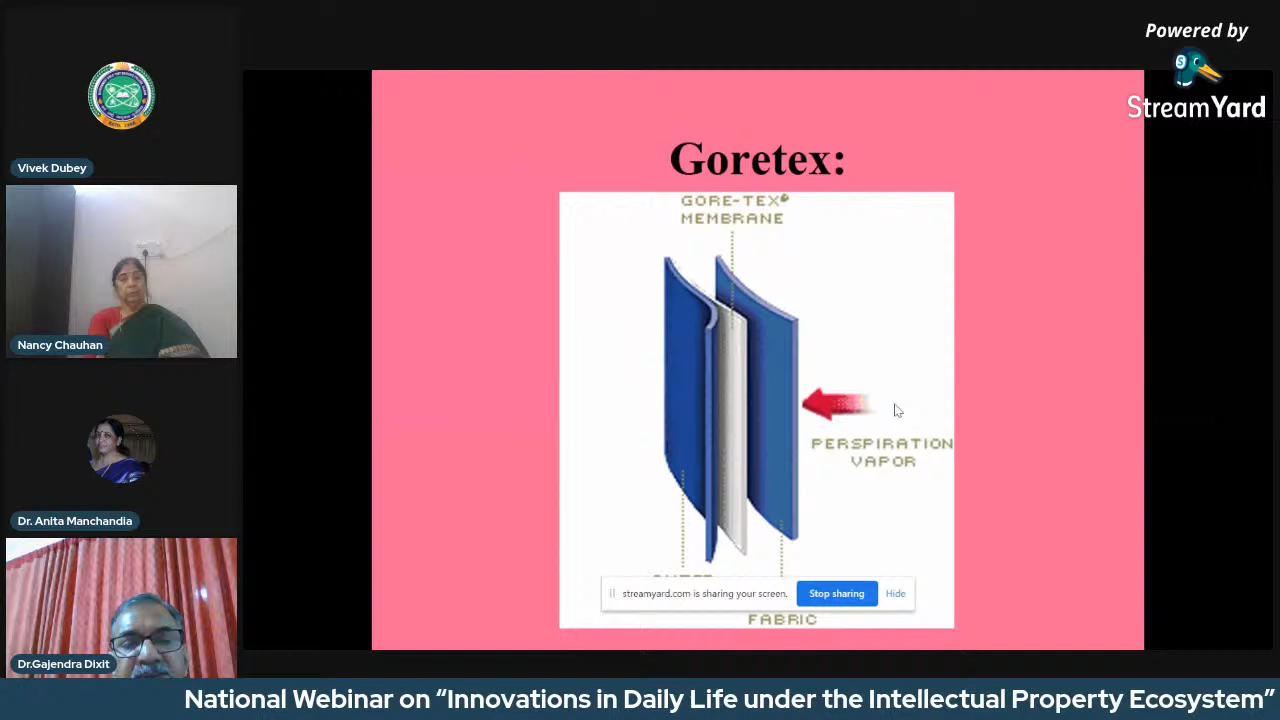 Powered by
StreamYard
Vivek Dubey
Nancy Chauhan
Dr. Anita Manchandia
Dr.Gajendra Dixit
Goretex:
GORE-TEX®
MEMBRANE
PERSPIRATION
VAPOR
streamyard.com is sharing your screen.
Stop sharing
Hide
FABRIC
National Webinar on “Innovations in Daily Life under the Intellectual Property Ecosystem”